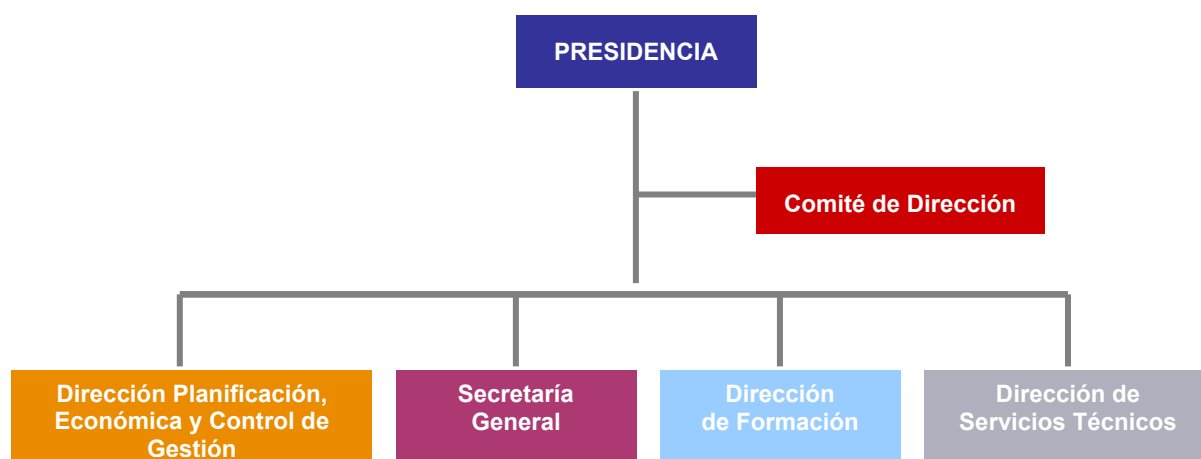 PRESIDENCIA
Comité de Dirección
Dirección Planificación,
Económica y Control de
Gestión
Secretaría
General
Dirección
de Formación
Dirección de
Servicios Técnicos